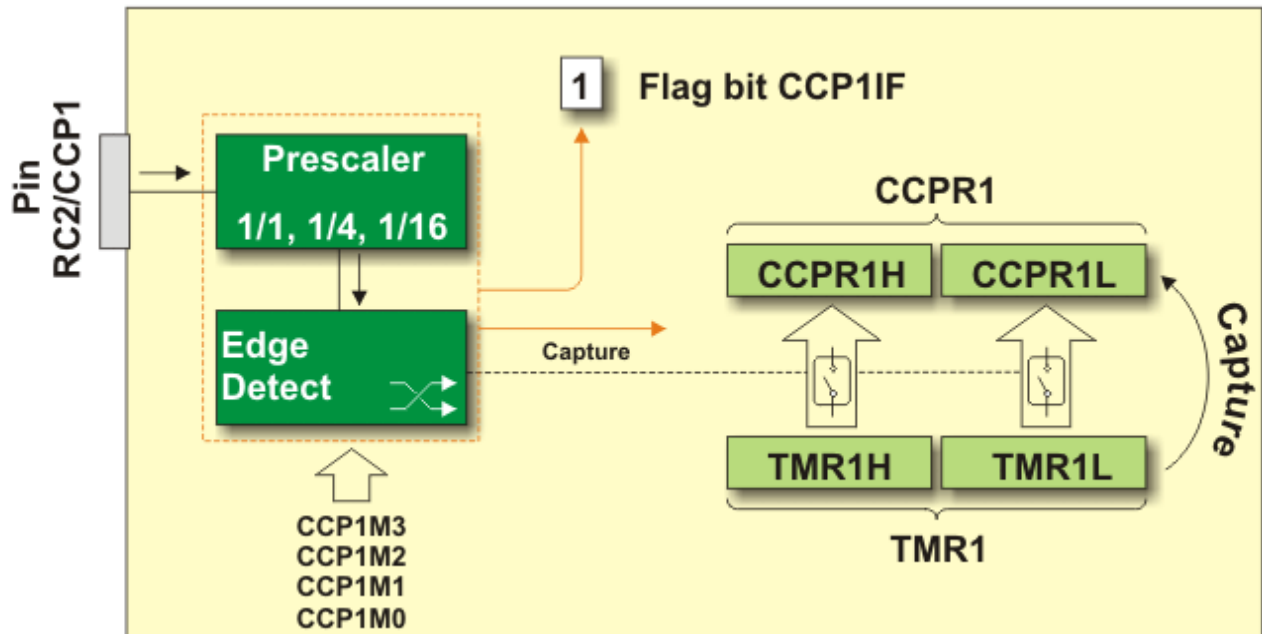 1 Flag bit CCP1IF
Pin
RC2/CCP1
Prescaler
1/1, 1/4, 1/16
Edge
Detect
Capture
CCP1M3
CCP1M2
CCP1M1
CCP1M0
CCPR1
CCPR1H CCPR1L
TMR1H TMR1L
TMR1
Capture